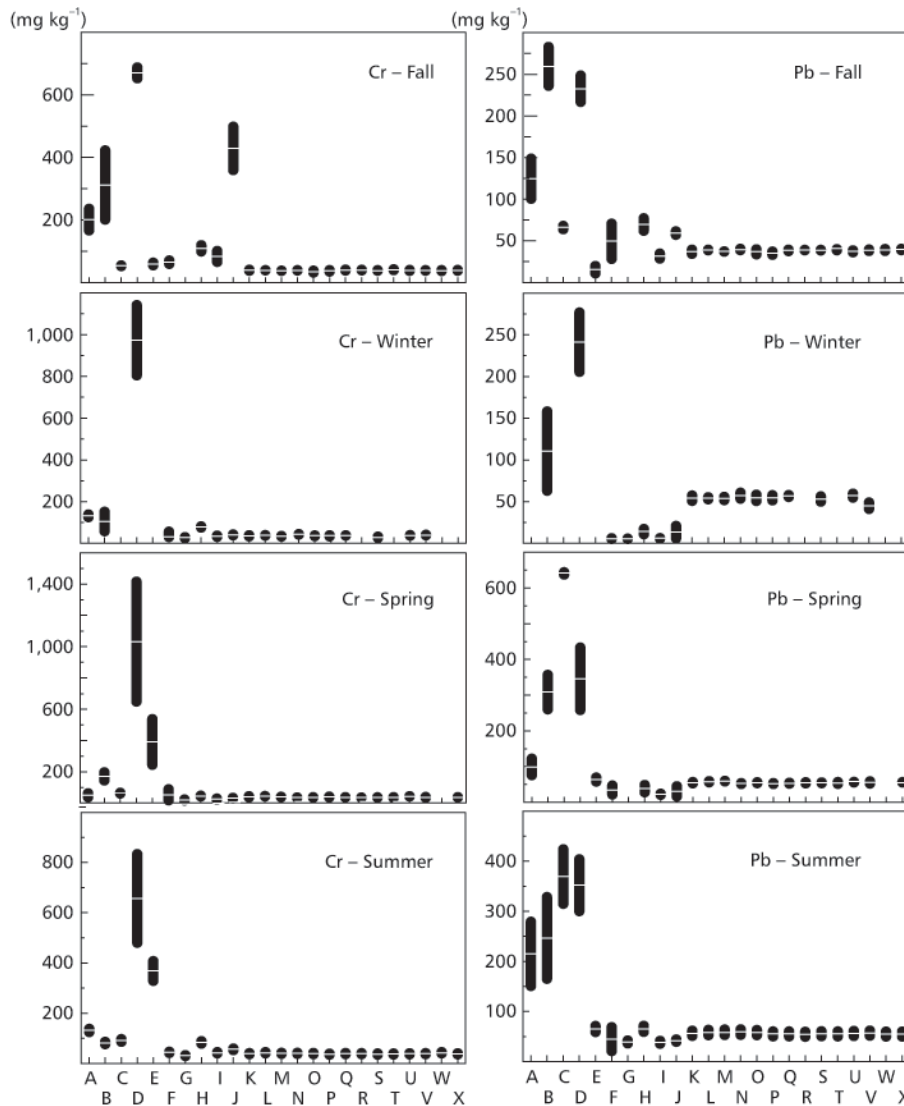 (mg kg⁻¹)
Cr – Fall
600
400
200
Cr – Winter
1,000
800
600
400
200
Cr – Spring
1,400
1,000
600
200
Cr – Summer
800
600
400
200
A C E G I K M O Q S U W
B D F H J L N P R T V X
(mg kg⁻¹)
Pb – Fall
250
200
150
100
50
Pb – Winter
250
200
150
100
50
Pb – Spring
600
400
200
Pb – Summer
400
300
200
100
A C E G I K M O Q S U W
B D F H J L N P R T V X